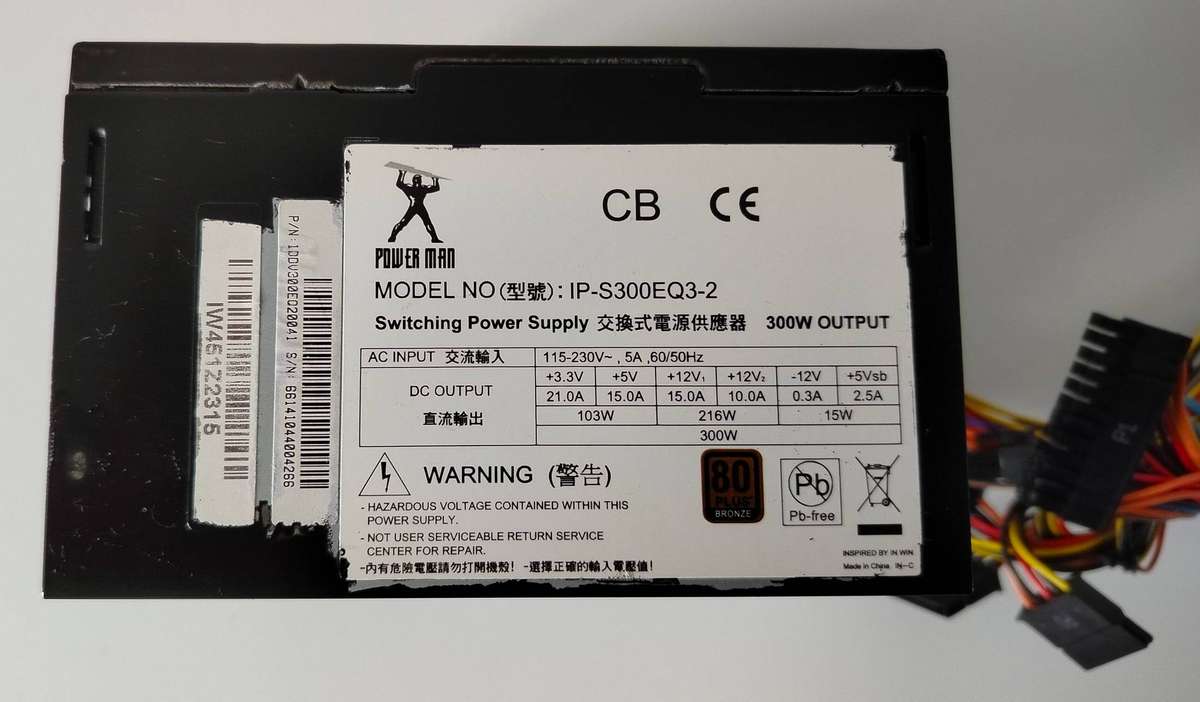 POWER MAN
CB CE
MODEL NO(型號): IP-S300EQ3-2
Switching Power Supply 交換式電源供應器 300W OUTPUT
AC INPUT 交流輸入 115-230V~ , 5A ,60/50Hz
DC OUTPUT
直流輸出
+3.3V +5V +12V₁ +12V₂ -12V +5Vsb
21.0A 15.0A 15.0A 10.0A 0.3A 2.5A
103W 216W 15W
300W
WARNING (警告)
- HAZARDOUS VOLTAGE CONTAINED WITHIN THIS
POWER SUPPLY.
- NOT USER SERVICEABLE RETURN SERVICE
CENTER FOR REPAIR.
-內有危險電壓請勿打開機殼! -選擇正確的輸入電壓值!
80
PLUS
BRONZE
Pb
Pb-free
INSPIRED BY IN WIN
Made in China IN-C
P/N:1DDV300EQ20041 S/N: 66141044004266
IW45122315
P1